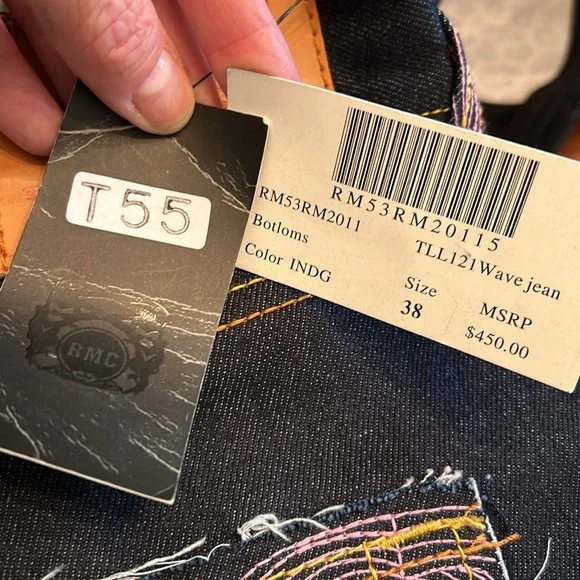 T55
RMC
RM53RM20115
RM53RM2011
TLL121Wave jean
Botloms
Color INDG
Size
MSRP
38
$450.00